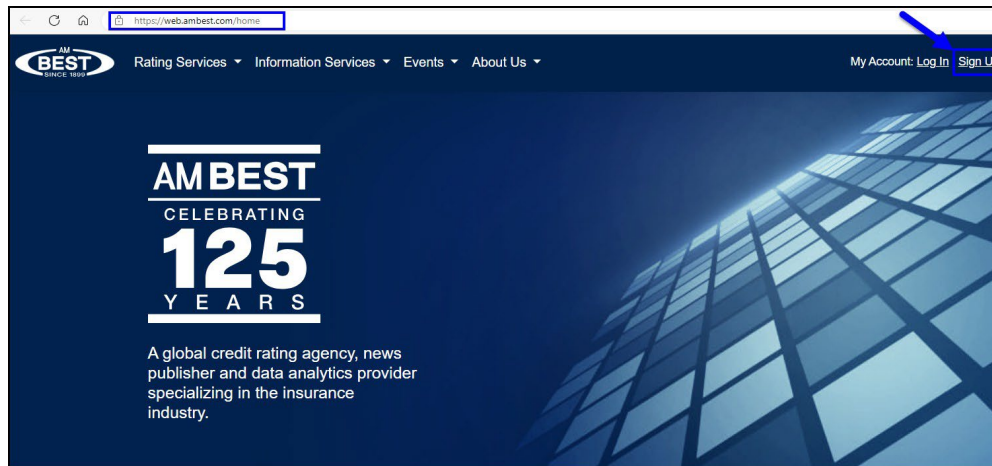 https://web.ambest.com/home
AM
BEST
SINCE 1899
Rating Services Information Services Events About Us
My Account: Log In Sign U
AM BEST
CELEBRATING
125
YEARS
A global credit rating agency, news
publisher and data analytics provider
specializing in the insurance
industry.